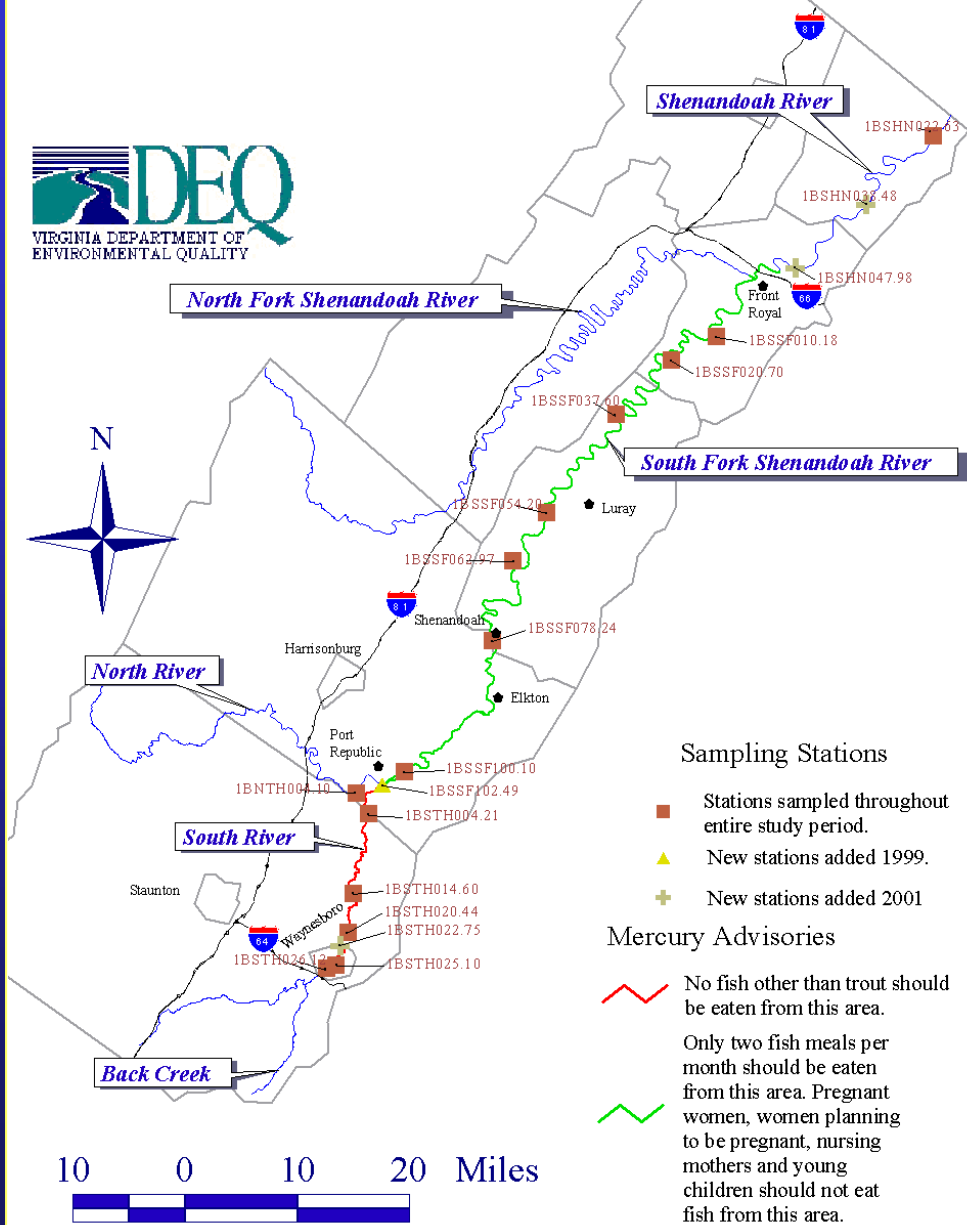 81
Shenandoah River
1BSHN022.63
DEQ
VIRGINIA DEPARTMENT OF
ENVIRONMENTAL QUALITY
1BSHN038.48
1BSHN047.98
North Fork Shenandoah River
Front
Royal
66
1BSSF010.18
1BSSF020.70
1BSSF037.60
N
South Fork Shenandoah River
1BSSF054.20
Luray
1BSSF062.97
81
Shenandoah
1BSSF078.24
Harrisonburg
North River
Elkton
Port
Republic
1BSSF100.10
1BNTH001.10
1BSSF102.49
1BSTH004.21
South River
Staunton
1BSTH014.60
Waynesboro
1BSTH020.44
1BSTH022.75
64
1BSTH026.12
1BSTH025.10
Back Creek
Sampling Stations
Stations sampled throughout
entire study period.
New stations added 1999.
New stations added 2001
Mercury Advisories
No fish other than trout should
be eaten from this area.
Only two fish meals per
month should be eaten
from this area. Pregnant
women, women planning
to be pregnant, nursing
mothers and young
children should not eat
fish from this area.
10 0 10 20 Miles